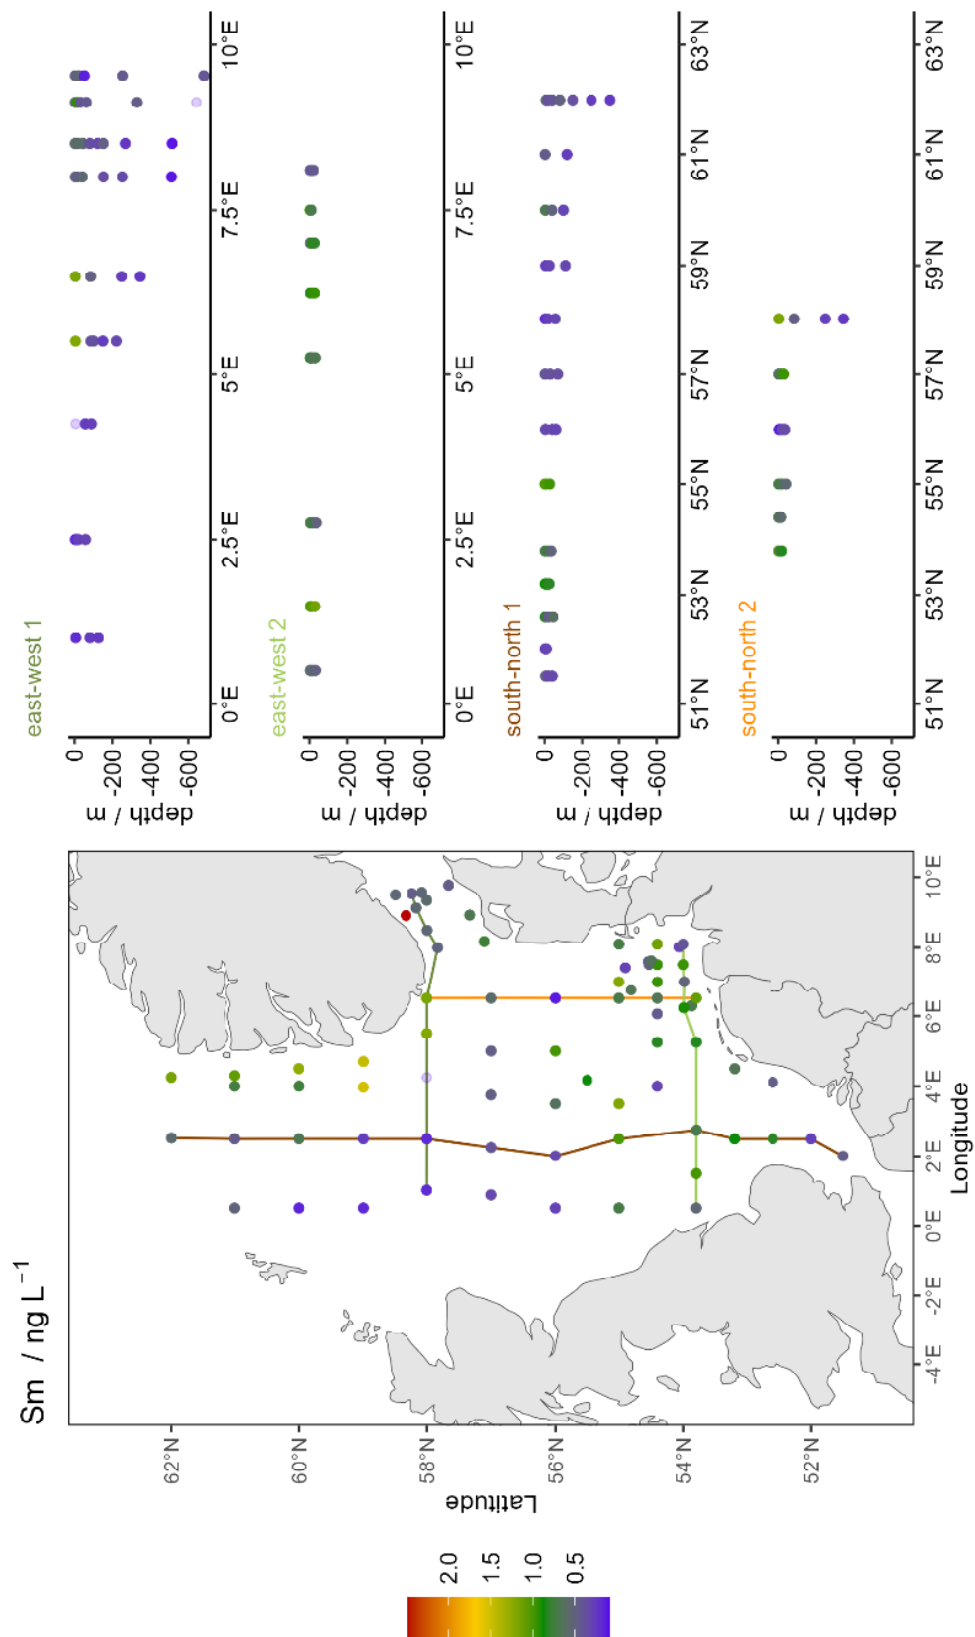 Sm / ng L⁻¹
2.0
1.5
1.0
0.5
Latitude
62°N
60°N
58°N
56°N
54°N
52°N
-4°E
-2°E
0°E
2°E
4°E
6°E
8°E
10°E
Longitude
east-west 1
depth / m
0
-200
-400
-600
0°E
2.5°E
5°E
7.5°E
10°E
east-west 2
depth / m
0
-200
-400
-600
0°E
2.5°E
5°E
7.5°E
10°E
south-north 1
depth / m
0
-200
-400
-600
51°N
53°N
55°N
57°N
59°N
61°N
63°N
south-north 2
depth / m
0
-200
-400
-600
51°N
53°N
55°N
57°N
59°N
61°N
63°N